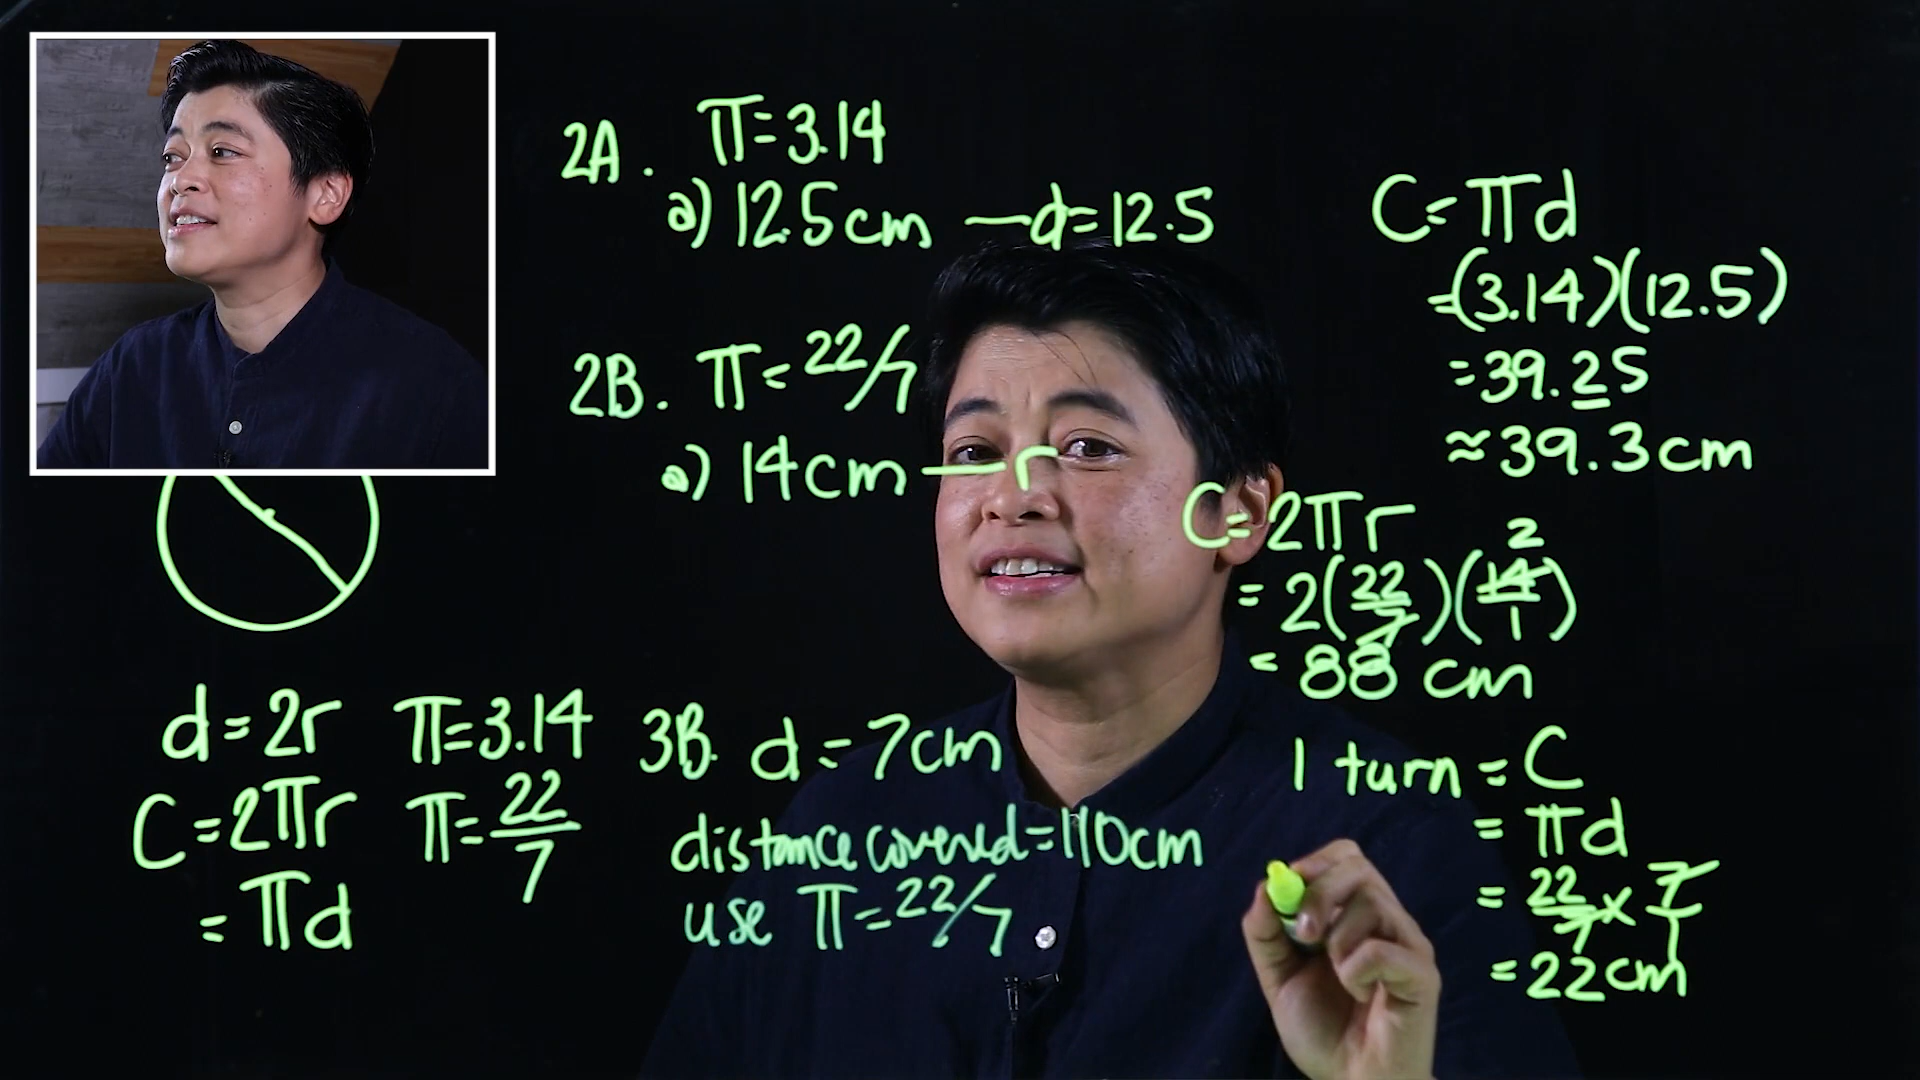 2A. π=3.14
a) 12.5cm — d=12.5
C=πd
=(3.14)(12.5)
=39.25
≈39.3cm
2B. π=22/7
a) 14cm — r
C=2πr
2
=2(22/7)(14/1)
=88 cm
d=2r
C=2πr
=πd
π=3.14
π=22/7
3B. d=7cm
distance covered=110cm
use π=22/7
1 turn=C
=πd
=22/7×7/1
=22cm